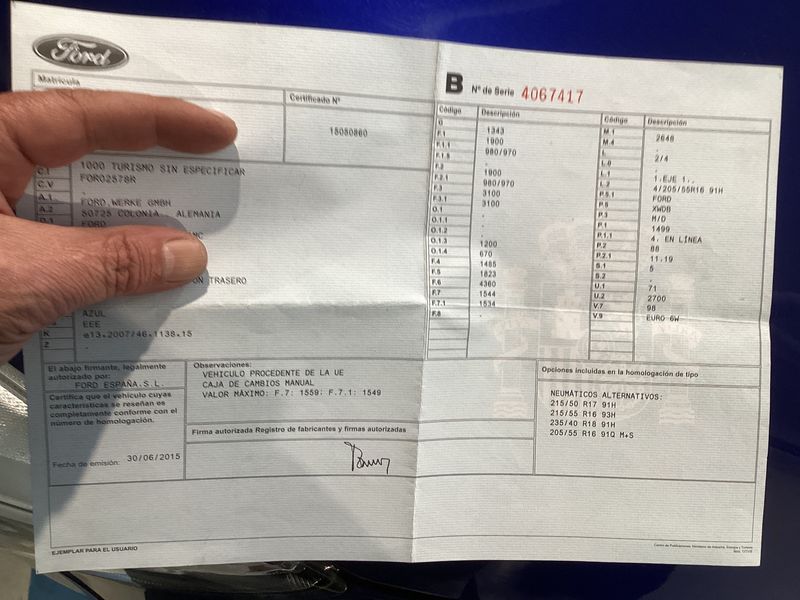 Ford
Matrícula
Certificado Nº
15050860
C.I 1000 TURISMO SIN ESPECIFICAR
C.V FOR02578R
A.1 .
A.2 FORD WERKE GMBH
50725 COLONIA. ALEMANIA
FORD
TRASERO
AZUL
EEE
K e13.2007/46.1138.15
Z .
El abajo firmante, legalmente
autorizado por:
FORD ESPAÑA.S.L.
Certifica que el vehículo cuyas
características se reseñan es
completamente conforme con el
número de homologación.
Fecha de emisión: 30/06/2015
Observaciones:
VEHICULO PROCEDENTE DE LA UE
CAJA DE CAMBIOS MANUAL
VALOR MÁXIMO: F.7: 1559; F.7.1: 1549
Firma autorizada Registro de fabricantes y firmas autorizadas
EJEMPLAR PARA EL USUARIO
B Nº de Serie 4067417
Código Descripción
G 1343
F.1 1900
F.1.1 980/970
F.1.5 .
F.2 1900
F.2.1 980/970
F.3 3100
F.3.1 3100
O.1 .
O.1.1 .
O.1.2 .
O.1.3 1200
O.1.4 670
F.4 1485
F.5 1823
F.6 4360
F.7 1544
F.7.1 1534
F.8 .
Código Descripción
M.1 2648
M.4 .
L 2/4
L.0 1.EJE 1..
L.1 4/205/55R16 91H
L.2 FORD
P.5.1 XWDB
P.5 M/D
P.3 1499
P.1 4. EN LÍNEA
P.1.1 88
P.2 11.19
P.2.1 5
S.1 .
S.2 71
U.1 2700
U.2 98
V.7 EURO 6W
V.9
Opciones incluidas en la homologación de tipo
NEUMÁTICOS ALTERNATIVOS:
215/50 R17 91H
215/55 R16 93H
235/40 R18 91H
205/55 R16 91Q M+S